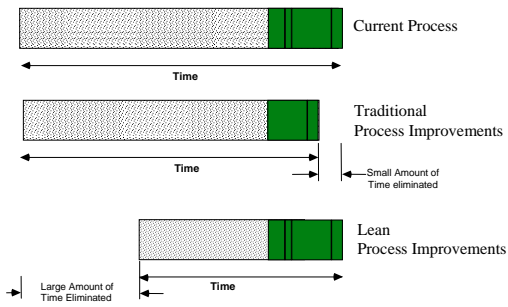 Current Process
Time
Traditional
Process Improvements
Time
Small Amount of
Time eliminated
Lean
Process Improvements
Time
Large Amount of
Time Eliminated